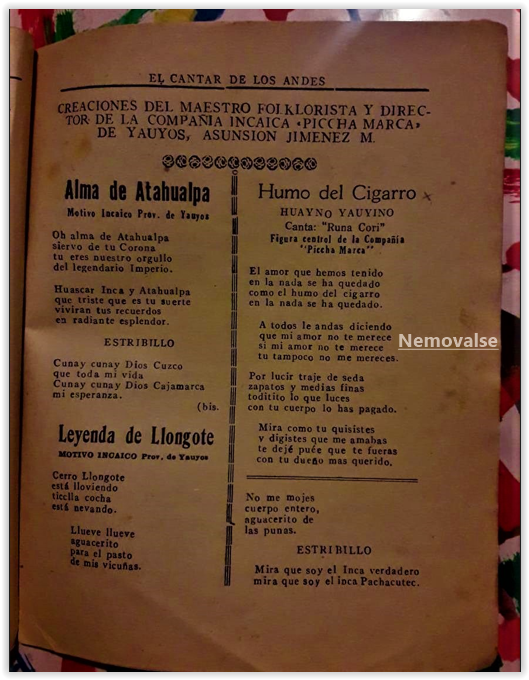 EL CANTAR DE LOS ANDES
CREACIONES DEL MAESTRO FOLKLORISTA Y DIREC-
TOR DE LA COMPAÑIA INCAICA «PICCHA MARCA»
DE YAUYOS, ASUNSION JIMENEZ M.
Alma de Atahualpa
Motivo Incaico Prov. de Yauyos
Oh alma de Atahualpa
siervo de tu Corona
tu eres nuestro orgullo
del legendario Imperio.
Huascar Inca y Atahualpa
que triste que es tu suerte
viviran tus recuerdos
en radiante esplendor.
ESTRIBILLO
Cunay cunay Dios Cuzco
que toda mi vida
Cunay cunay Dios Cajamarca
mi esperanza.
(bis.
Leyenda de Llongote
MOTIVO INCAICO Prov. de Yauyos
Cerro Llongote
está lloviendo
ticclla cocha
está nevando.
Llueve llueve
aguacerito
para el pasto
de mis vicuñas.
Humo del Cigarro
HUAYNO YAUYINO
Canta: "Runa Cori"
Figura central de la Compañía
"Piccha Marca"
El amor que hemos tenido
en la nada se ha quedado
como el humo del cigarro
en la nada se ha quedado.
A todos le andas diciendo
que mi amor no te merece
si mi amor no te merece
tu tampoco no me mereces.
Por lucir traje de seda
zapatos y medias finas
toditito lo que luces
con tu cuerpo lo has pagado.
Mira como tu quisistes
y digistes que me amabas
te dejé puce que te fueras
con tu dueño mas querido.
No me mojes
cuerpo entero,
aguacerito de
las punas.
ESTRIBILLO
Mira que soy el Inca verdadero
mira que soy el Inca Pachacutec.
Nemovalse